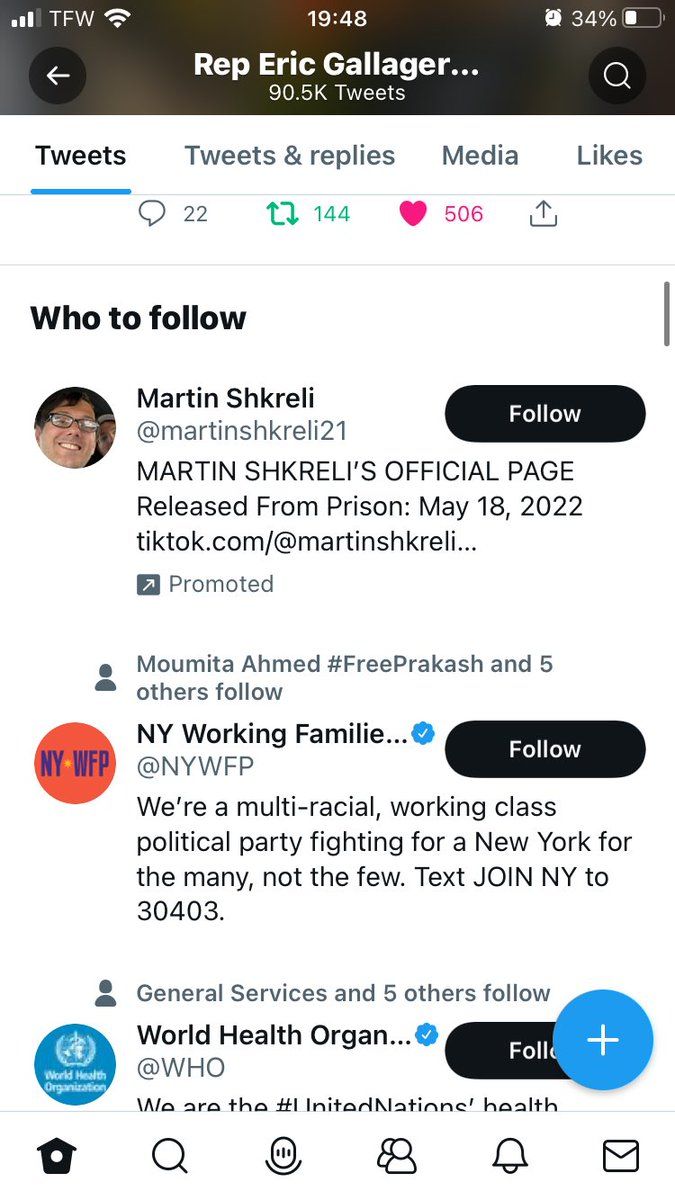 TFW 19:48 34%
Rep Eric Gallager...
90.5K Tweets
Tweets Tweets & replies Media Likes
22 144 506
Who to follow
Martin Shkreli
Follow
@martinshkreli21
MARTIN SHKRELI’S OFFICIAL PAGE
Released From Prison: May 18, 2022
tiktok.com/@martinshkreli...
Promoted
Moumita Ahmed #FreePrakash and 5
others follow
NY WFP
NY Working Familie...
Follow
@NYWFP
We’re a multi-racial, working class
political party fighting for a New York for
the many, not the few. Text JOIN NY to
30403.
General Services and 5 others follow
World Health
Organization
World Health Organ...
Follo
@WHO
We are the #UnitedNations’ health